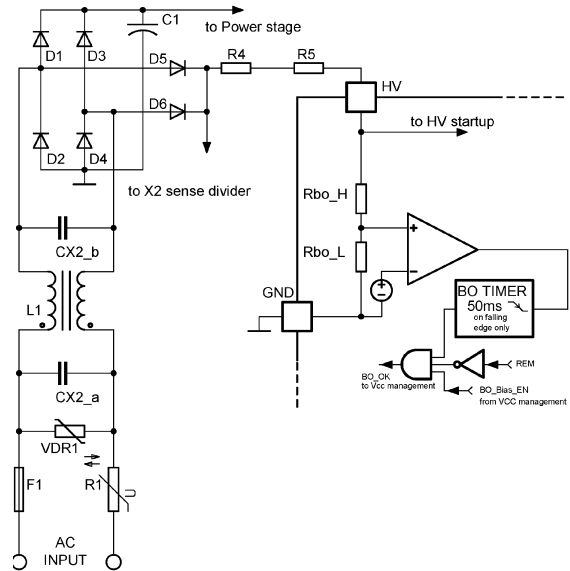 C1
to Power stage
D1
D3
D5
R4
R5
HV
D6
to HV startup
D2
D4
to X2 sense divider
Rbo_H
Rbo_L
+
−
CX2_b
L1
GND
+
−
BO TIMER
50ms
on falling
edge only
REM
BO_OK
to Vcc management
BO_Bias_EN
from VCC management
CX2_a
VDR1
F1
R1
U
AC
INPUT